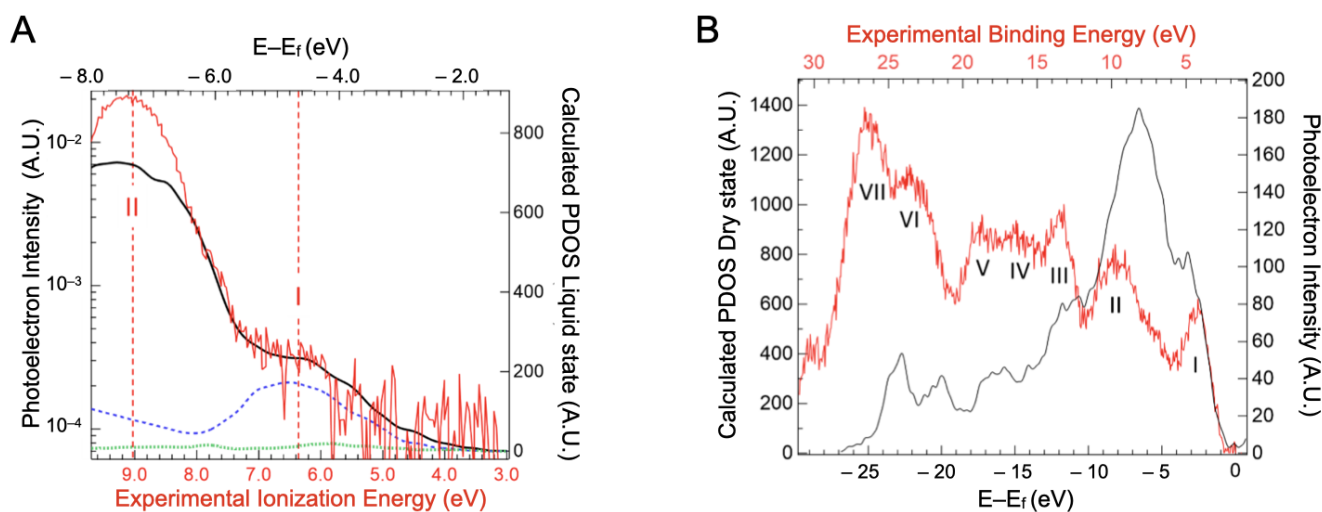 A
E–Ef (eV)
– 8.0 – 6.0 – 4.0 – 2.0
Photoelectron Intensity (A.U.)
10-2
10-3
10-4
II
I
800
600
400
200
0
Calculated PDOS Liquid state (A.U.)
9.0 8.0 7.0 6.0 5.0 4.0 3.0
Experimental Ionization Energy (eV)
B
Experimental Binding Energy (eV)
30 25 20 15 10 5
Calculated PDOS Dry state (A.U.)
1400
1200
1000
800
600
400
200
0
VII
VI
V
IV
III
II
I
200
180
160
140
120
100
80
60
40
20
0
Photoelectron Intensity (A.U.)
– 25 – 20 – 15 – 10 – 5 0
E–Ef (eV)